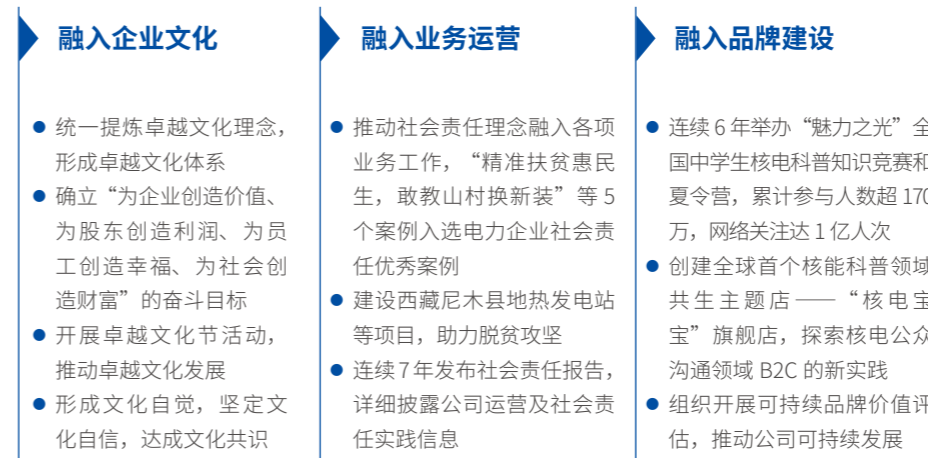 融入企业文化
统一提炼卓越文化理念，
形成卓越文化体系
确立“为企业创造价值、
为股东创造利润、为员
工创造幸福、为社会创
造财富”的奋斗目标
开展卓越文化节活动，
推动卓越文化发展
形成文化自觉，坚定文
化自信，达成文化共识
融入业务运营
推动社会责任理念融入各项
业务工作，“精准扶贫惠民
生，敢教山村换新装”等 5
个案例入选电力企业社会责
任优秀案例
建设西藏尼木县地热发电站
等项目，助力脱贫攻坚
连续 7 年发布社会责任报告，
详细披露公司运营及社会责
任实践信息
融入品牌建设
连续 6 年举办“魅力之光”全
国中学生核电科普知识竞赛和
夏令营，累计参与人数超 170
万，网络关注达 1 亿人次
创建全球首个核能科普领域
共生主题店——“核电宝
宝”旗舰店，探索核电公众
沟通领域 B2C 的新实践
组织开展可持续品牌价值评
估，推动公司可持续发展